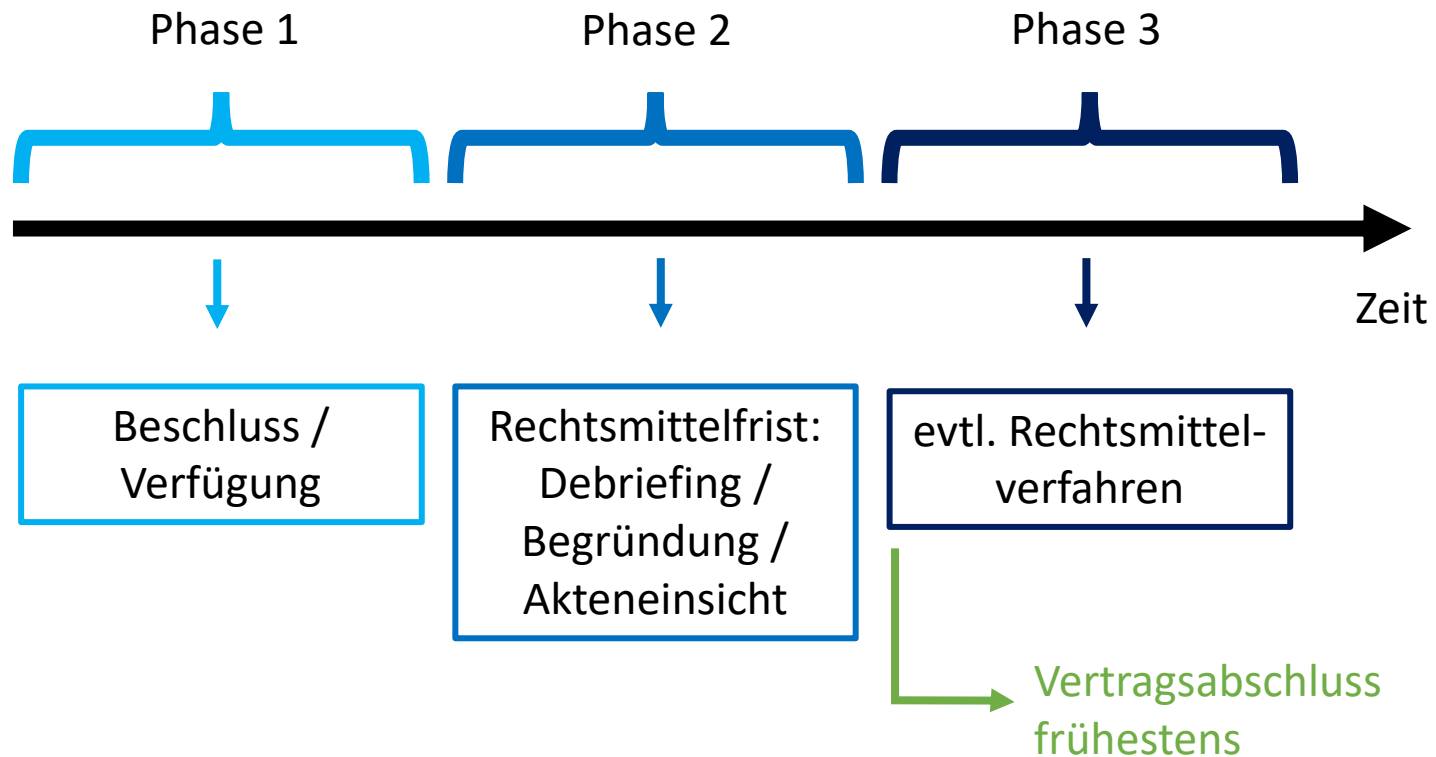 Phase 1
Phase 2
Phase 3
Zeit
Beschluss /
Verfügung
Rechtsmittelfrist:
Debriefing /
Begründung /
Akteneinsicht
evtl. Rechtsmittel-
verfahren
Vertragsabschluss
frühestens